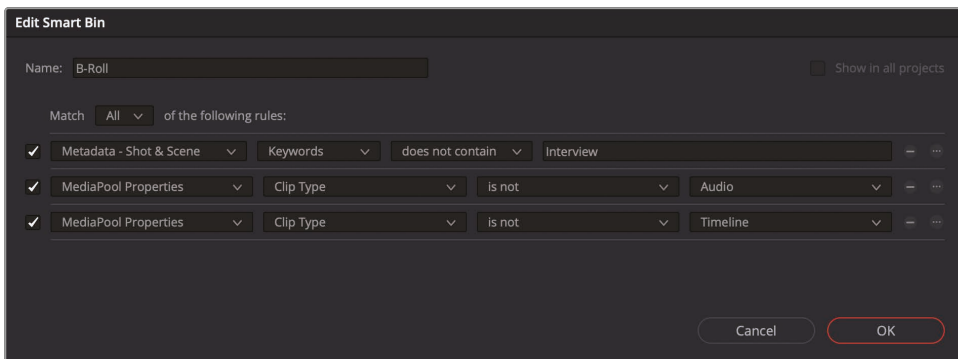 Edit Smart Bin
Name: B-Roll Show in all projects
Match All of the following rules:
Metadata - Shot & Scene Keywords does not contain Interview
MediaPool Properties Clip Type is not Audio
MediaPool Properties Clip Type is not Timeline
Cancel OK